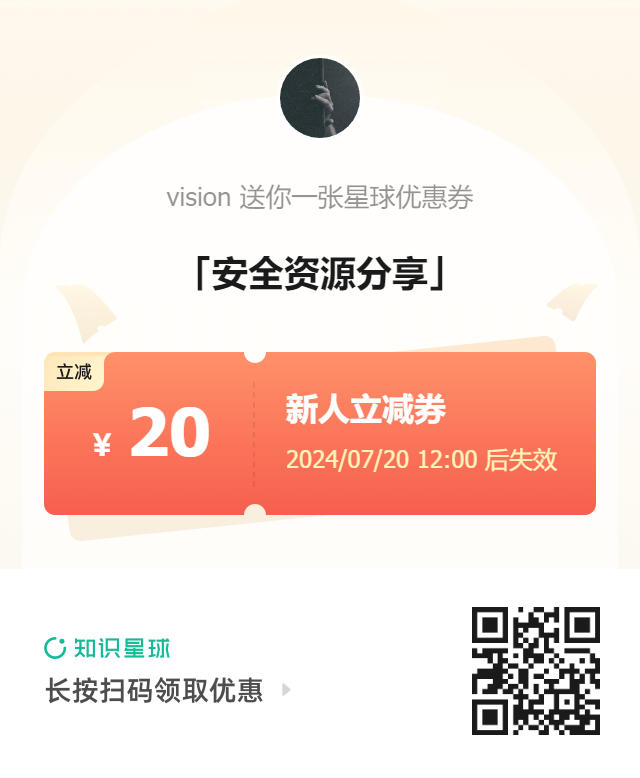 vision 送你一张星球优惠券
「安全资源分享」
立减
¥ 20
新人立减券
2024/07/20 12:00 后失效
知识星球
长按扫码领取优惠